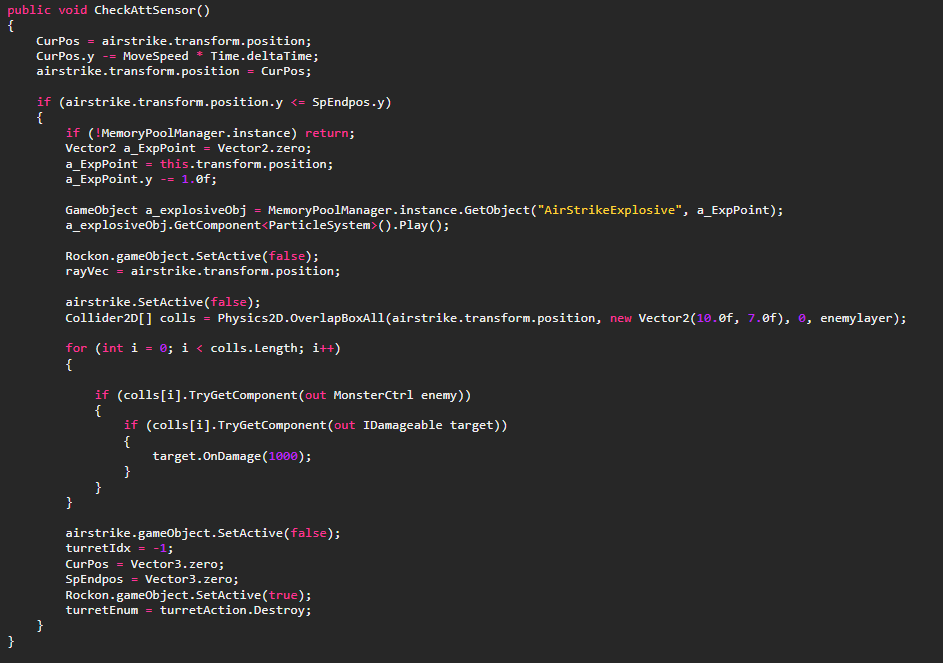 public void CheckAttSensor()
{
    CurPos = airstrike.transform.position;
    CurPos.y -= MoveSpeed * Time.deltaTime;
    airstrike.transform.position = CurPos;

    if (airstrike.transform.position.y <= SpEndpos.y)
    {
        if (!MemoryPoolManager.instance) return;
        Vector2 a_ExpPoint = Vector2.zero;
        a_ExpPoint = this.transform.position;
        a_ExpPoint.y -= 1.0f;

        GameObject a_explosiveObj = MemoryPoolManager.instance.GetObject("AirStrikeExplosive", a_ExpPoint);
        a_explosiveObj.GetComponent<ParticleSystem>().Play();

        Rockon.gameObject.SetActive(false);
        rayVec = airstrike.transform.position;

        airstrike.SetActive(false);
        Collider2D[] colls = Physics2D.OverlapBoxAll(airstrike.transform.position, new Vector2(10.0f, 7.0f), 0, enemylayer);

        for (int i = 0; i < colls.Length; i++)
        {

            if (colls[i].TryGetComponent(out MonsterCtrl enemy))
            {
                if (colls[i].TryGetComponent(out IDamageable target))
                {
                    target.OnDamage(1000);
                }
            }
        }

        airstrike.gameObject.SetActive(false);
        turretIdx = -1;
        CurPos = Vector3.zero;
        SpEndpos = Vector3.zero;
        Rockon.gameObject.SetActive(true);
        turretEnum = turretAction.Destroy;
    }
}